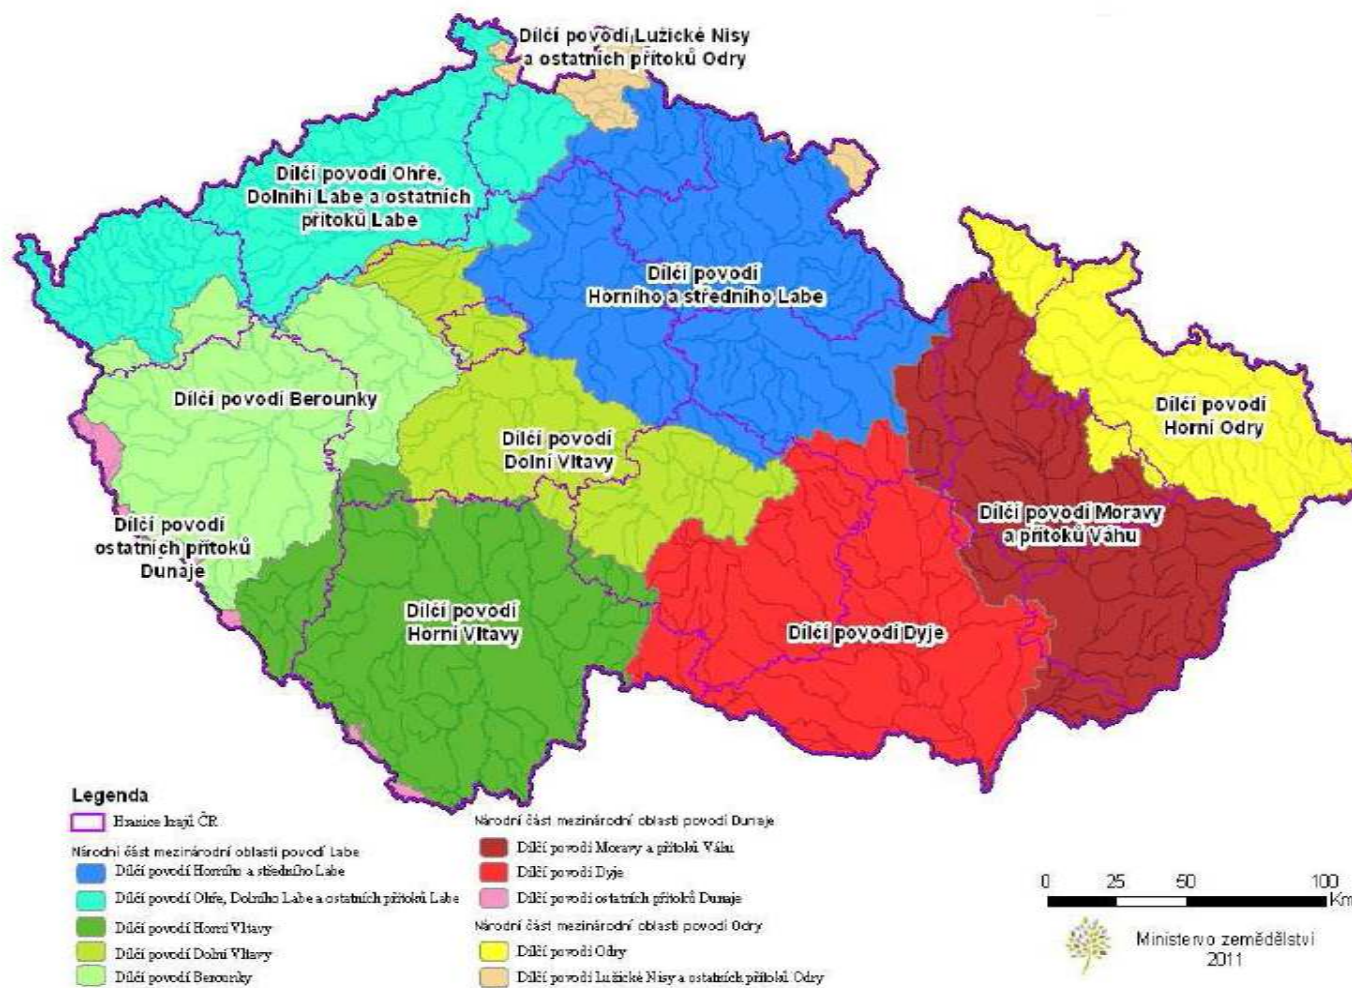 Dílčí povodí Lužické Nisy
a ostatních přítoků Odry
Dílčí povodí Ohře,
Dolníhi Labe a ostatních
přítoků Labe
Dílčí povodí
Horního a středního Labe
Dílčí povodí Berounky
Dílčí povodí
Horní Odry
Dílčí povodí
Dolní Vltavy
Dílčí povodí
ostatních přítoků
Dunaje
Dílčí povodí Moravy
a přítoků Váhu
Dílčí povodí
Horní Vltavy
Dílčí povodí Dyje
Legenda
Hranice krajů ČR
Národní část mezinárodní oblasti povodí Labe
Dílčí povodí Horního a středního Labe
Dílčí povodí Ohře, Dolního Labe a ostatních přítoků Labe
Dílčí povodí Horní Vltavy
Dílčí povodí Dolní Vltavy
Dílčí povodí Berounky
Národní část mezinárodní oblasti povodí Dunaje
Dílčí povodí Moravy a přítoků Váhu
Dílčí povodí Dyje
Dílčí povodí ostatních přítoků Dunaje
Národní část mezinárodní oblasti povodí Odry
Dílčí povodí Odry
Dílčí povodí Lužické Nisy a ostatních přítoků Odry
0 25 50 100
Km
Ministervo zemědělství
2011